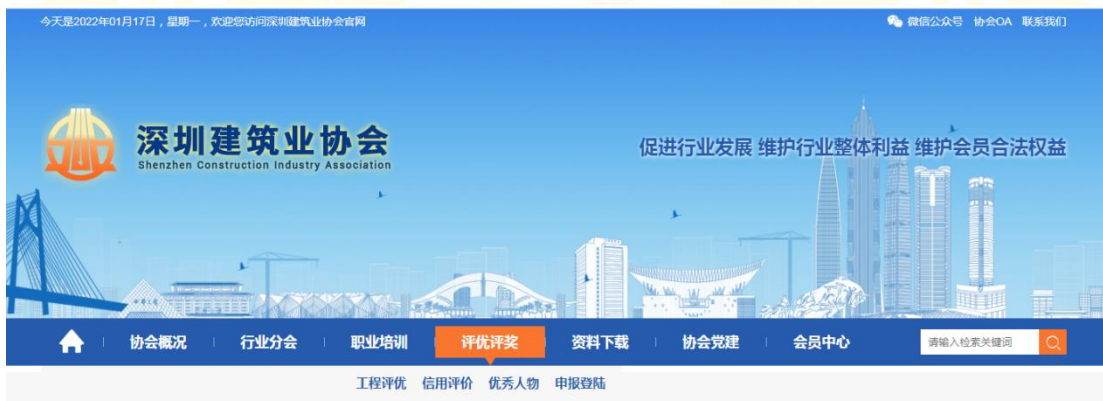 今天是2022年01月17日，星期一，欢迎您访问深圳建筑业协会官网
微信公众号 协会OA 联系我们
深圳建筑业协会
Shenzhen Construction Industry Association
促进行业发展 维护行业整体利益 维护会员合法权益
协会概况 行业分会 职业培训 评优评奖 资料下载 协会党建 会员中心 请输入检索关键词
工程评优 信用评价 优秀人物 申报登陆